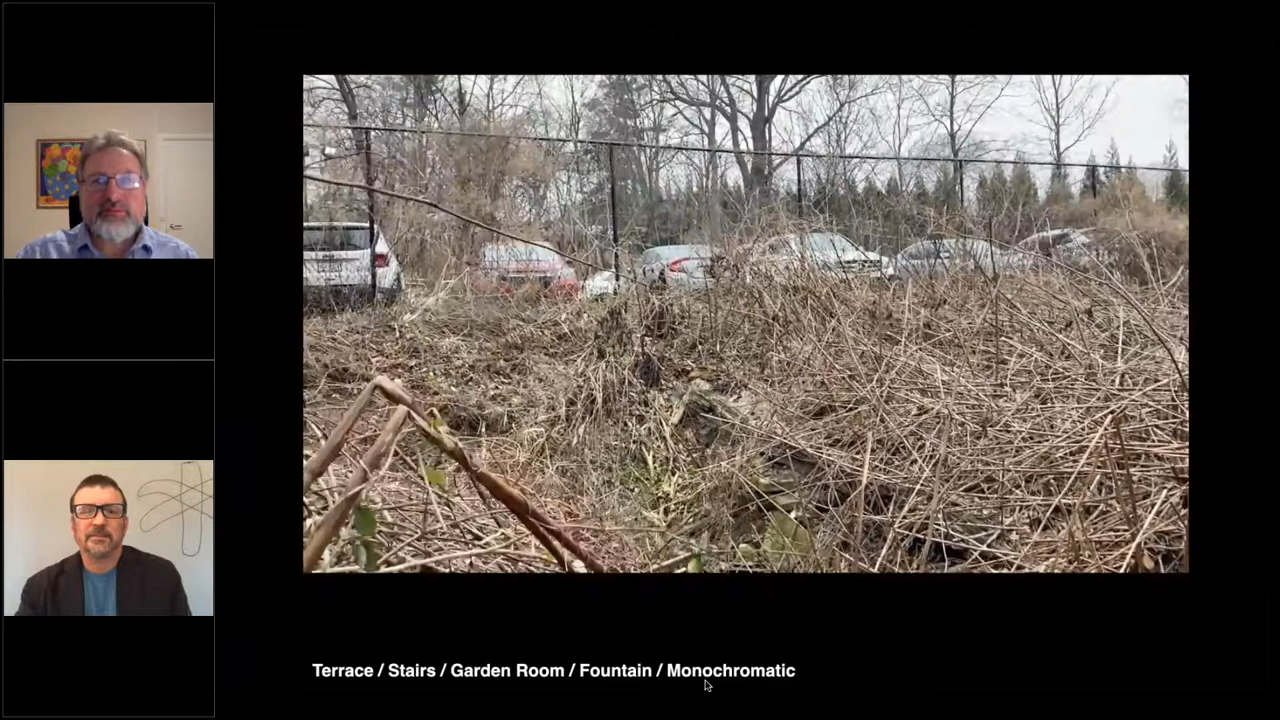 Terrace / Stairs / Garden Room / Fountain / Monochromatic